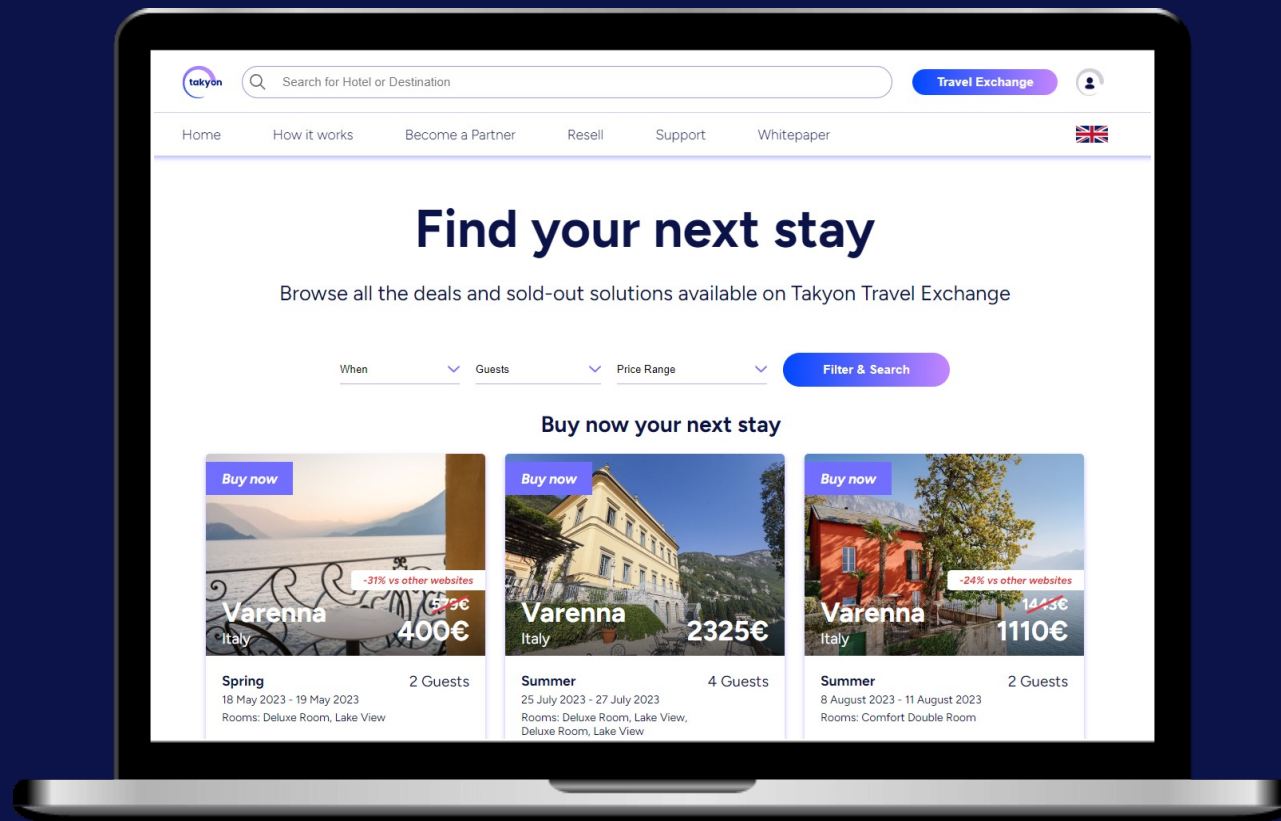 takyon
Search for Hotel or Destination
Travel Exchange
Home
How it works
Become a Partner
Resell
Support
Whitepaper
Find your next stay
Browse all the deals and sold-out solutions available on Takyon Travel Exchange
When
Guests
Price Range
Filter & Search
Buy now your next stay
Buy now
-31% vs other websites
579€
Varenna
400€
Italy
Spring
2 Guests
18 May 2023 - 19 May 2023
Rooms: Deluxe Room, Lake View
Buy now
Varenna
2325€
Italy
Summer
4 Guests
25 July 2023 - 27 July 2023
Rooms: Deluxe Room, Lake View,
Deluxe Room, Lake View
Buy now
-24% vs other websites
1443€
Varenna
1110€
Italy
Summer
2 Guests
8 August 2023 - 11 August 2023
Rooms: Comfort Double Room